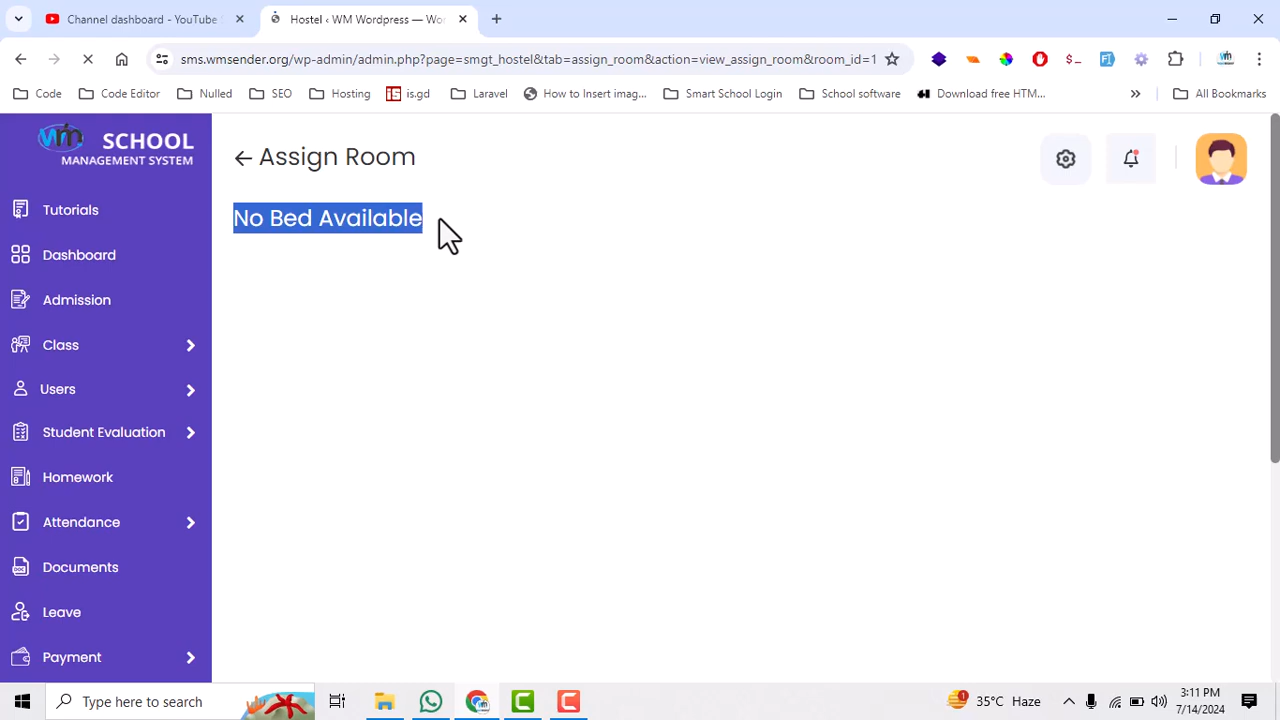 Channel dashboard - YouTube
Hostel ‹ WM Wordpress — Wo
sms.wmsender.org/wp-admin/admin.php?page=smgt_hostel&tab=assign_room&action=view_assign_room&room_id=1
Code
Code Editor
Nulled
SEO
Hosting
is.gd
Laravel
How to Insert imag...
Smart School Login
School software
Download free HTM...
»
All Bookmarks
wm SCHOOL
MANAGEMENT SYSTEM
← Assign Room
No Bed Available
Tutorials
Dashboard
Admission
Class
Users
Student Evaluation
Homework
Attendance
Documents
Leave
Payment
Type here to search
1
35°C Haze
3:11 PM
7/14/2024